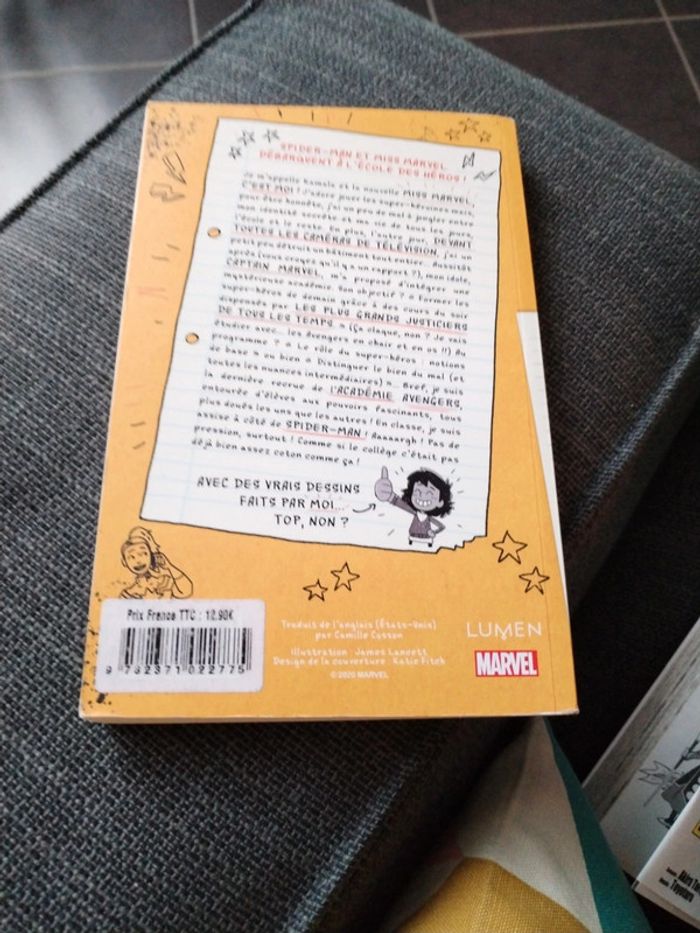 SPIDER-MAN ET MISS MARVEL
DÉBARQUENT À L'ÉCOLE DES HÉROS !
Je m'appelle Kamala et la nouvelle MISS MARVEL,
C'EST MOI ! J'adore jouer les super-héroïnes mais,
pour être honnête, j'ai un peu de mal à jongler entre
mon identité secrète et ma vie de tous les jours,
l'école et le reste. En plus, l'autre jour, DEVANT
TOUTES LES CAMÉRAS DE TÉLÉVISION, j'ai un
petit peu détruit un bâtiment tout entier... Aussitôt
après (vous croyez qu'il y a un rapport ?), mon idole,
CAPTAIN MARVEL, m'a proposé d'intégrer une
mystérieuse académie. Son objectif ? « Former les
super-héros de demain grâce à des cours du soir
dispensés par LES PLUS GRANDS JUSTICIERS
DE TOUS LES TEMPS. » (Ça claque, non ? Je vais
étudier avec... les Avengers en chair et en os !!) Au
programme ? « Le rôle du super-héros : notions
de base » ou bien « Distinguer le bien du mal (et
toutes les nuances intermédiaires) »... Bref, je suis
la dernière recrue de l'ACADÉMIE AVENGERS,
entourée d'élèves aux pouvoirs fascinants, tous
plus doués les uns que les autres ! En classe, je suis
assise à côté de SPIDER-MAN ! Aaaaargh ! Pas de
pression, surtout ! Comme si le collège c'était pas
déjà bien assez coton comme ça !
AVEC DES VRAIS DESSINS
FAITS PAR MOI...
TOP, NON ?
Prix France TTC : 12.90€
9 782371 022775
Traduit de l'anglais (États-Unis)
par Camille Cosson
Illustration : James Lancett
Design de la couverture : Katie Fitch
© 2020 MARVEL
LUMEN
MARVEL